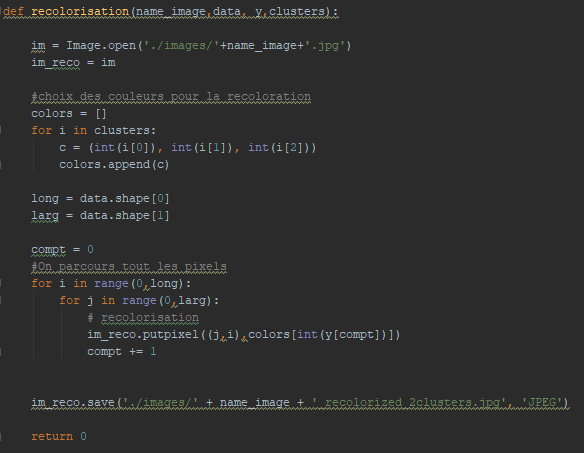 def recolorisation(name_image,data, y,clusters):
im = Image.open('./images/'+name_image+'.jpg')
im_reco = im
#choix des couleurs pour la recoloration
colors = []
for i in clusters:
c = (int(i[0]), int(i[1]), int(i[2]))
colors.append(c)
long = data.shape[0]
larg = data.shape[1]
compt = 0
#On parcours tout les pixels
for i in range(0,long):
for j in range(0,larg):
# recolorisation
im_reco.putpixel((j,i),colors[int(y[compt])])
compt += 1
im_reco.save('./images/' + name_image + '_recolorized_2clusters.jpg', 'JPEG')
return 0